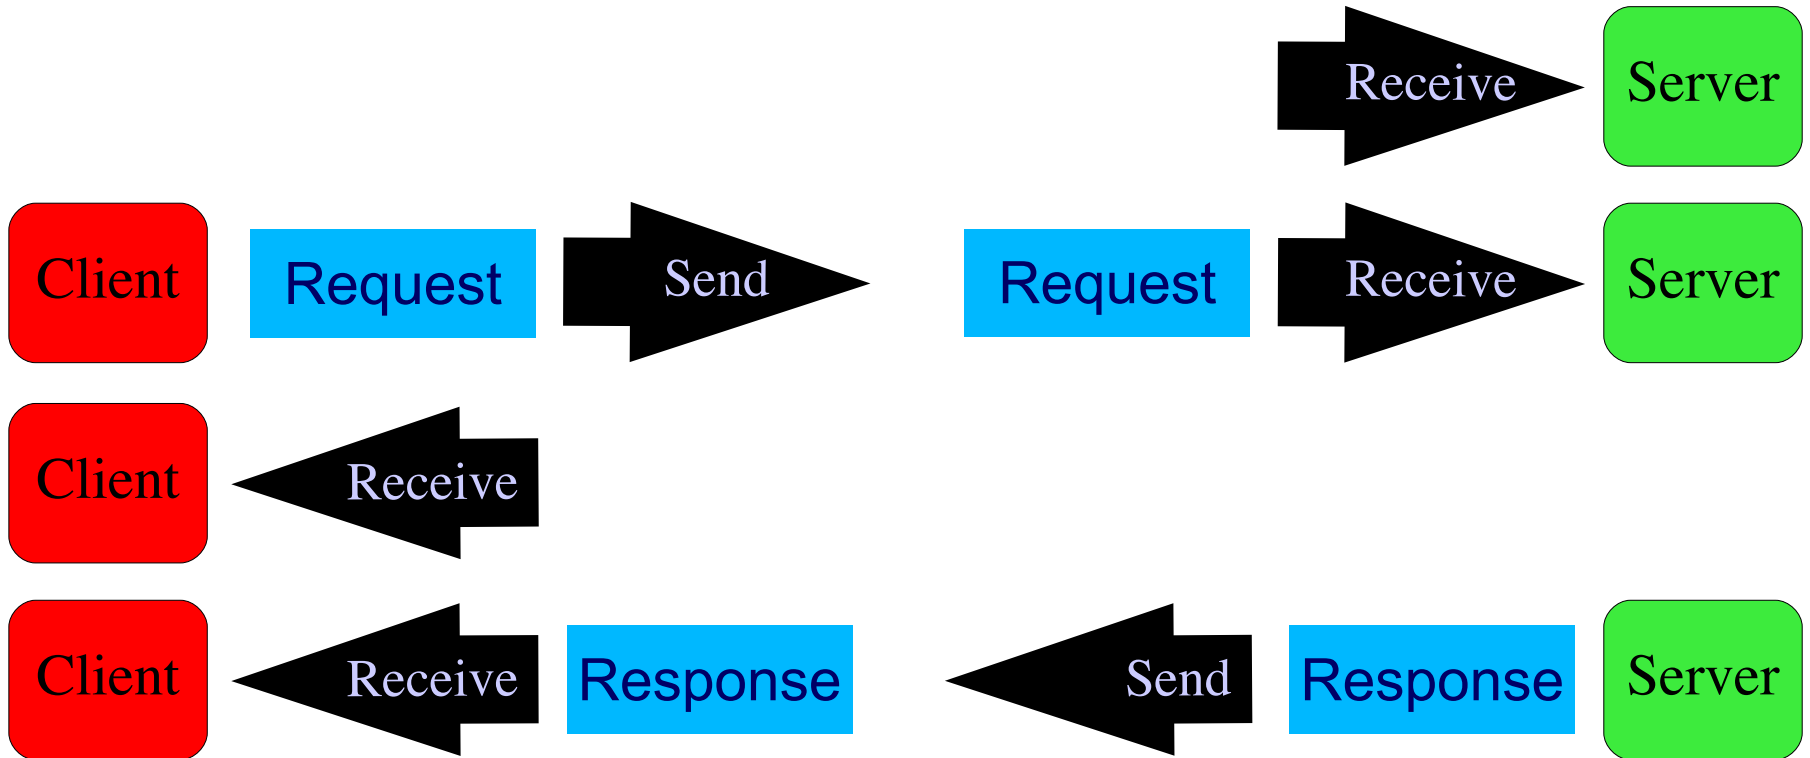 Receive Server
Client Request Send Request Receive Server
Client Receive
Client Receive Response Send Response Server